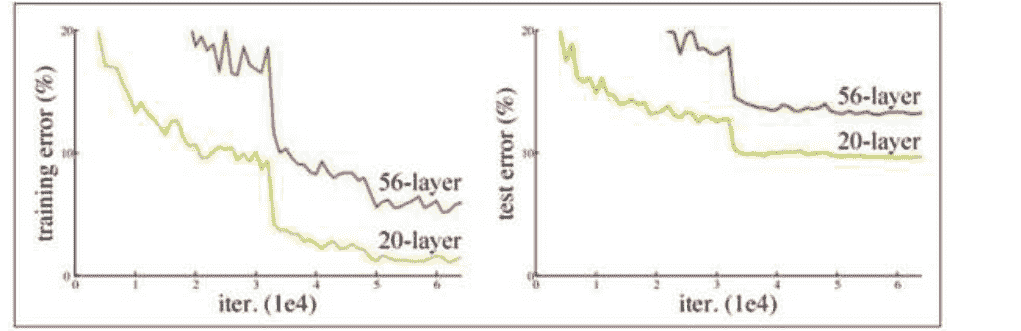 20
10
0
training error (%)
56-layer
20-layer
0 1 2 3 4 5 6
iter. (1e4)
20
10
0
test error (%)
56-layer
20-layer
0 1 2 3 4 5 6
iter. (1e4)